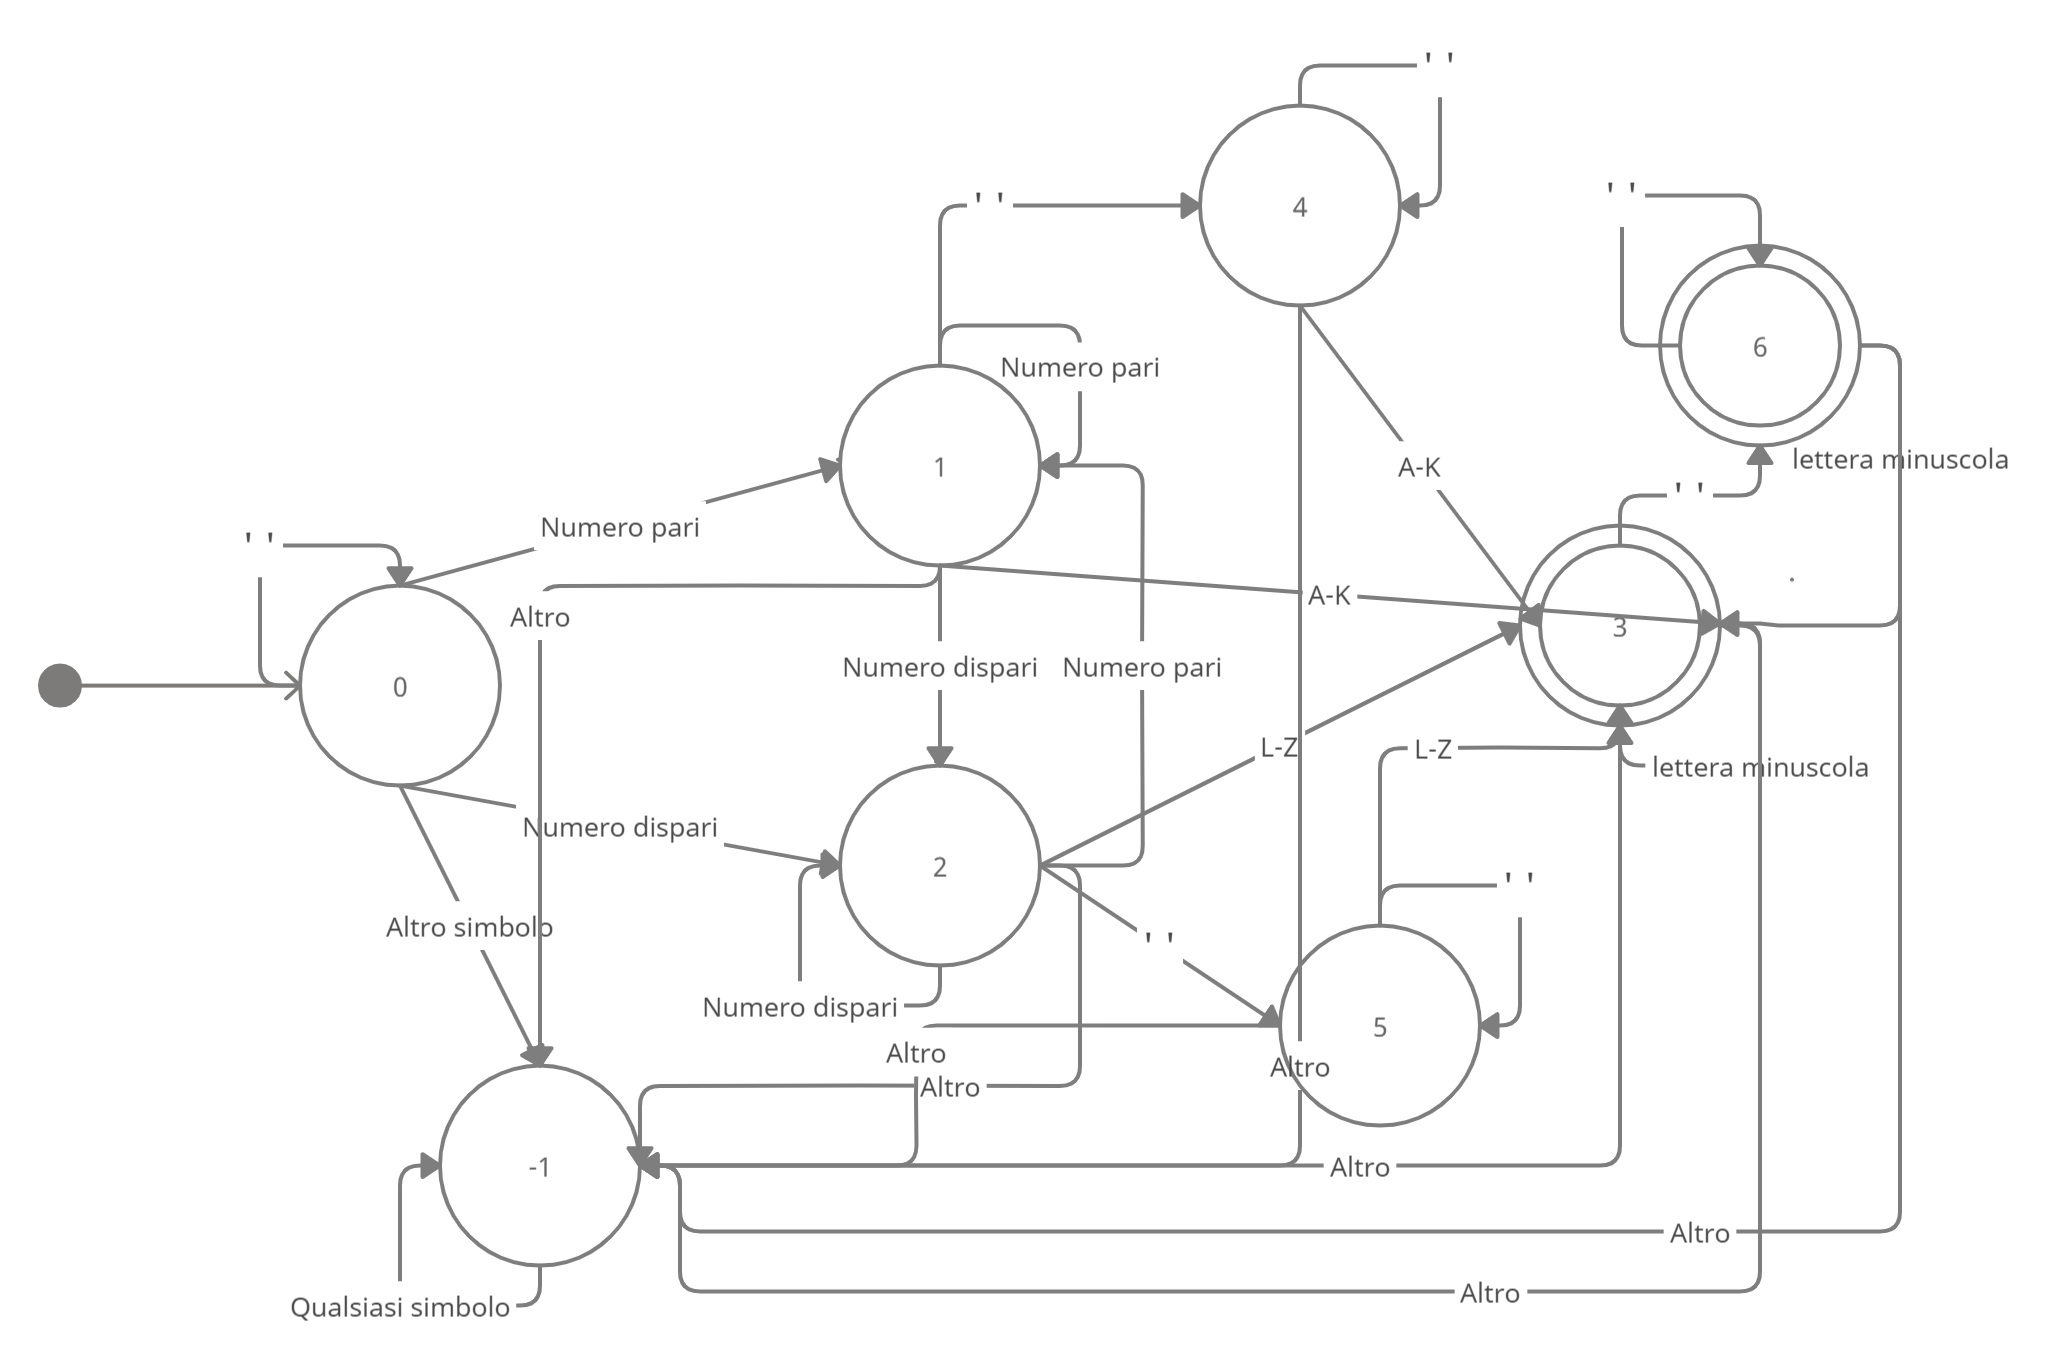 ' '
4
' '
' '
6
Numero pari
1
lettera minuscola
A-K
' '
Numero pari
' '
Altro
A-K
3
Numero dispari
Numero pari
0
L-Z
L-Z
lettera minuscola
Numero dispari
2
' '
Altro simbolo
' '
Numero dispari
5
Altro
Altro
Altro
-1
Altro
Altro
Altro
Qualsiasi simbolo